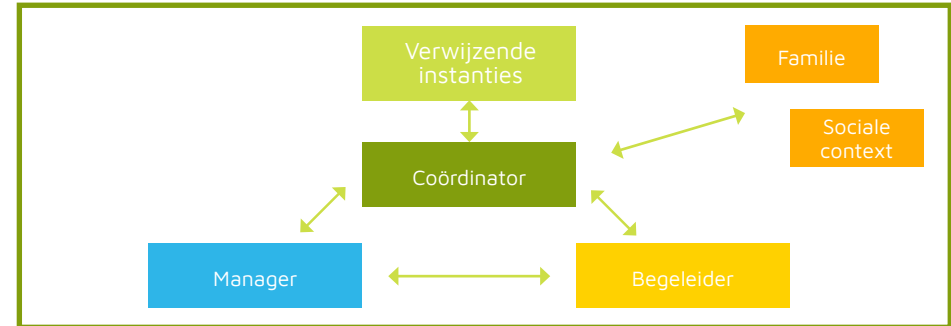 Verwijzende
instanties
Familie
Sociale
context
Coördinator
Manager
Begeleider